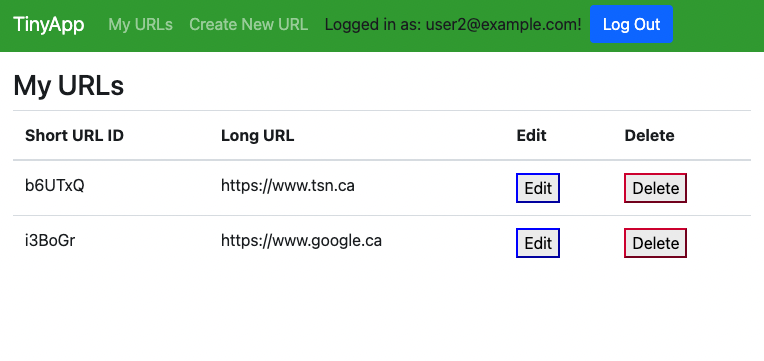 TinyApp My URLs Create New URL Logged in as: user2@example.com! Log Out
My URLs
Short URL ID Long URL Edit Delete
b6UTxQ https://www.tsn.ca Edit Delete
i3BoGr https://www.google.ca Edit Delete